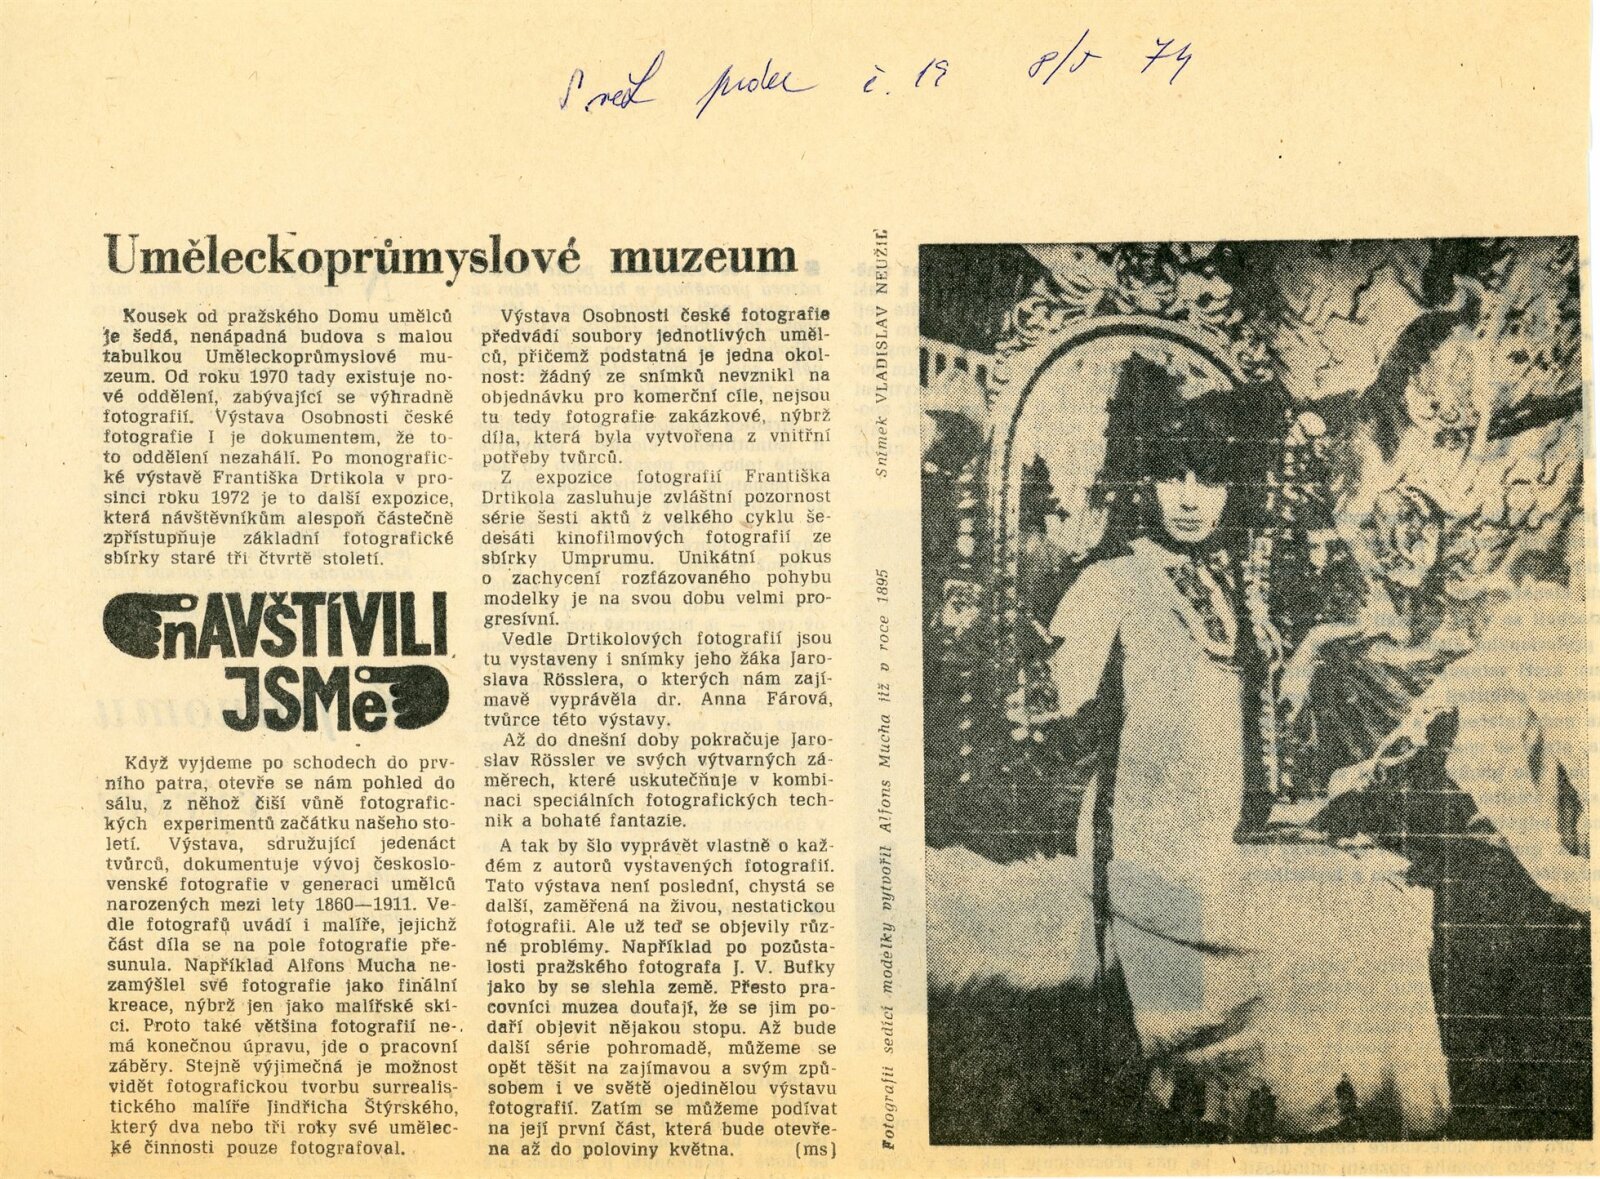 Svět práce č. 19 8/5 74
Uměleckoprůmyslové muzeum
Kousek od pražského Domu umělců
je šedá, nenápadná budova s malou
tabulkou Uměleckoprůmyslové mu-
zeum. Od roku 1970 tady existuje no-
vé oddělení, zabývající se výhradně
fotografií. Výstava Osobnosti české
fotografie I je dokumentem, že to-
to oddělení nezahálí. Po monografic-
ké výstavě Františka Drtikola v pro-
sinci roku 1972 je to další expozice,
která návštěvníkům alespoň částečně
zpřístupňuje základní fotografické
sbírky staré tři čtvrtě století.
nAVŠTÍVILI
JSMe
Když vyjdeme po schodech do prv-
ního patra, otevře se nám pohled do
sálu, z něhož čiší vůně fotografic-
kých experimentů začátku našeho sto-
letí. Výstava, sdružující jedenáct
tvůrců, dokumentuje vývoj českoslo-
venské fotografie v generaci umělců
narozených mezi lety 1860—1911. Ve-
dle fotografů uvádí i malíře, jejichž
část díla se na pole fotografie pře-
sunula. Například Alfons Mucha ne-
zamýšlel své fotografie jako finální
kreace, nýbrž jen jako malířské ski-
ci. Proto také většina fotografií ne-
má konečnou úpravu, jde o pracovní
záběry. Stejně výjimečná je možnost
vidět fotografickou tvorbu surrealis-
tického malíře Jindřicha Štýrského,
který dva nebo tři roky své umělec-
ké činnosti pouze fotografoval.
Výstava Osobnosti české fotografie
předvádí soubory jednotlivých uměl-
ců, přičemž podstatná je jedna okol-
nost: žádný ze snímků nevznikl na
objednávku pro komerční cíle, nejsou
tu tedy fotografie zakázkové, nýbrž
díla, která byla vytvořena z vnitřní
potřeby tvůrců.
Z expozice fotografií Františka
Drtikola zasluhuje zvláštní pozornost
série šesti aktů z velkého cyklu še-
desáti kinofilmových fotografií ze
sbírky Umprumu. Unikátní pokus
o zachycení rozfázovaného pohybu
modelky je na svou dobu velmi pro-
gresívní.
Vedle Drtikolových fotografií jsou
tu vystaveny i snímky jeho žáka Jaro-
slava Rösslera, o kterých nám zají-
mavě vyprávěla dr. Anna Fárová,
tvůrce této výstavy.
Až do dnešní doby pokračuje Jaro-
slav Rössler ve svých výtvarných zá-
měrech, které uskutečňuje v kombi-
naci speciálních fotografických tech-
nik a bohaté fantazie.
A tak by šlo vyprávět vlastně o kaž-
dém z autorů vystavených fotografií.
Tato výstava není poslední, chystá se
další, zaměřená na živou, nestatickou
fotografii. Ale už teď se objevily růz-
né problémy. Například po pozůsta-
losti pražského fotografa J. V. Bufky
jako by se slehla země. Přesto pra-
covníci muzea doufají, že se jim po-
daří objevit nějakou stopu. Až bude
další série pohromadě, můžeme se
opět těšit na zajímavou a svým způ-
sobem i ve světě ojedinělou výstavu
fotografií. Zatím se můžeme podívat
na její první část, která bude otevře-
na až do poloviny května. (ms)
Fotografii sedící modelky vytvořil Alfons Mucha již v roce 1895 Snímek VLADISLAV NEUŽIL